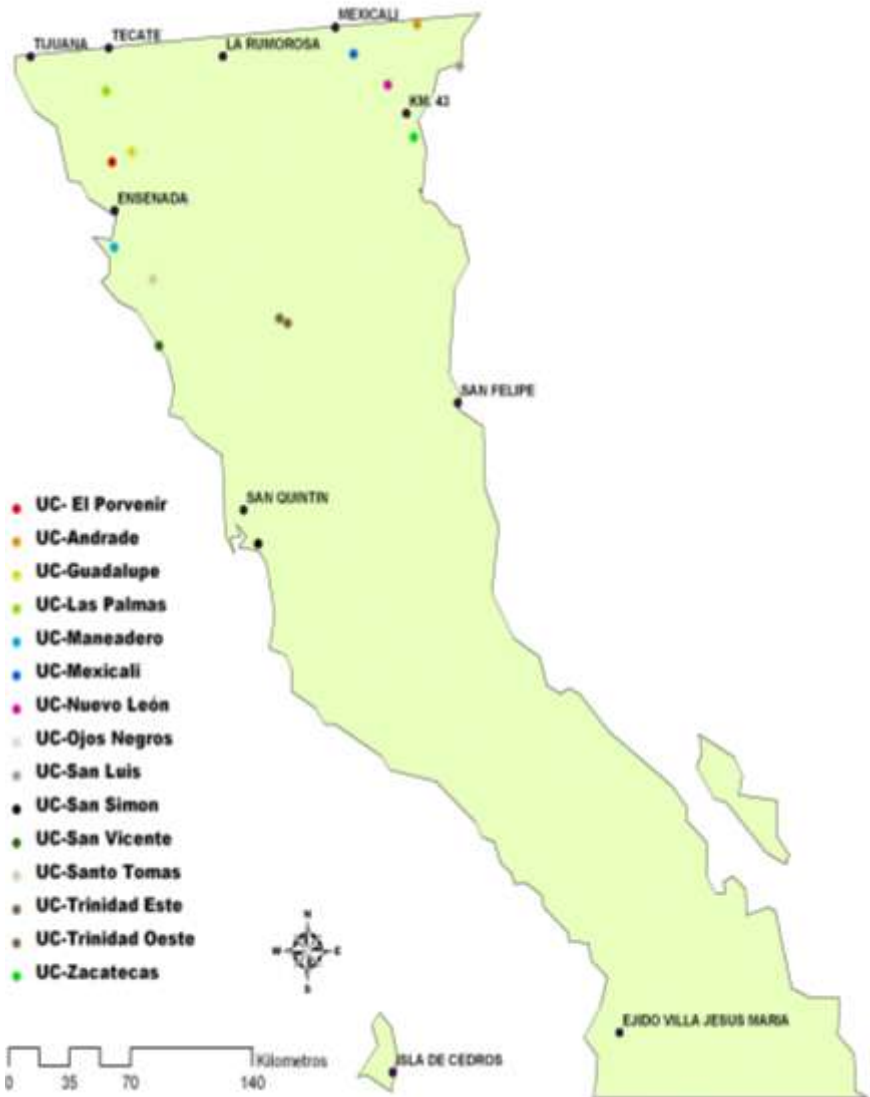 MEXICALI
TECATE
TIJUANA
LA RUMOROSA
KM. 43
ENSENADA
SAN FELIPE
SAN QUINTIN
UC- El Porvenir
UC-Andrade
UC-Guadalupe
UC-Las Palmas
UC-Maneadero
UC-Mexicali
UC-Nuevo León
UC-Ojos Negros
UC-San Luis
UC-San Simon
UC-San Vicente
UC-Santo Tomas
UC-Trinidad Este
UC-Trinidad Oeste
UC-Zacatecas
N
W E
S
EJIDO VILLA JESUS MARIA
ISLA DE CEDROS
Kilometros
0 35 70 140